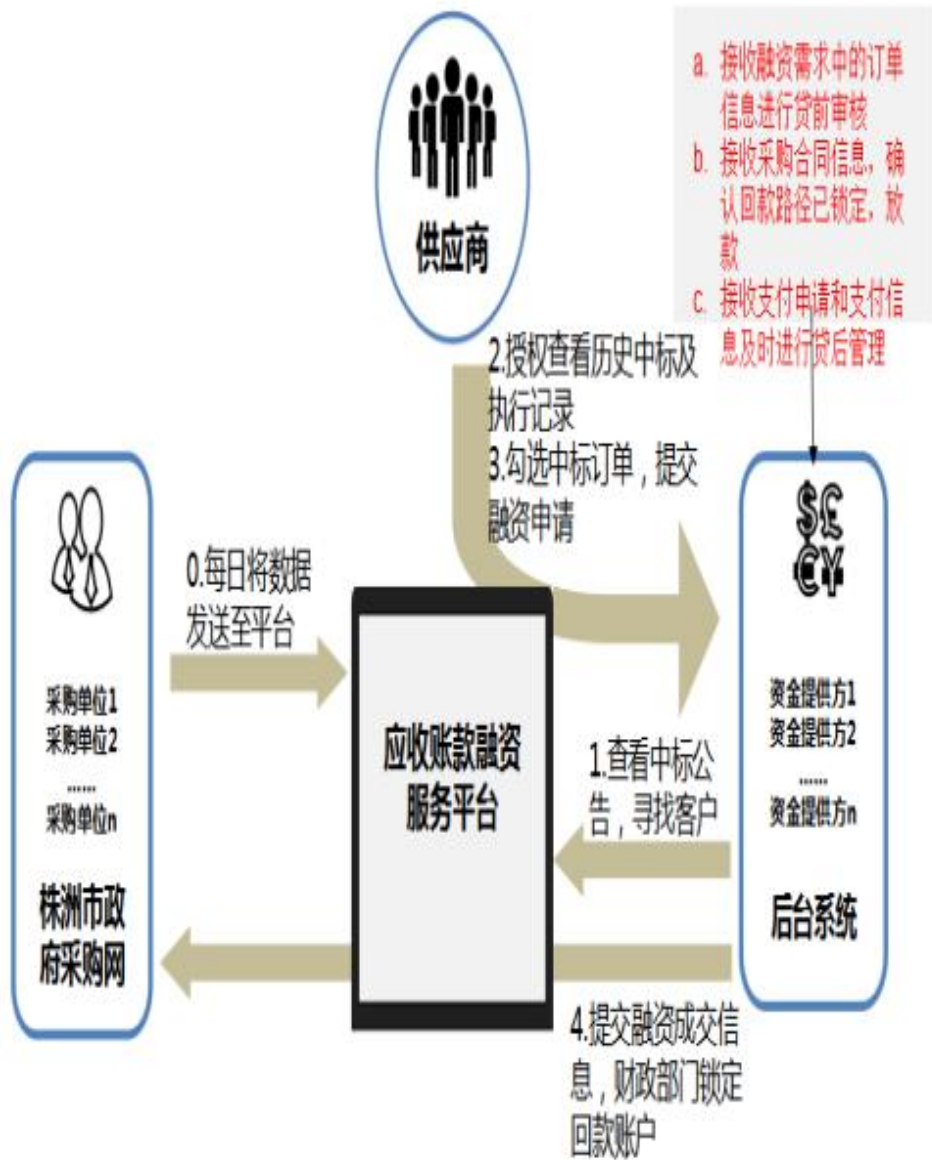 供应商
a. 接收融资需求中的订单
信息进行贷前审核
b. 接收采购合同信息，确
认回款路径已锁定，放
款
c. 接收支付申请和支付信
息及时进行贷后管理
2.授权查看历史中标及
执行记录
3.勾选中标订单，提交
融资申请
0.每日将数据
发送至平台
采购单位1
采购单位2
……
采购单位n
株洲市政
府采购网
应收账款融资
服务平台
1.查看中标公
告，寻找客户
$£
€¥
资金提供方1
资金提供方2
……
资金提供方n
后台系统
4.提交融资成交信
息，财政部门锁定
回款账户